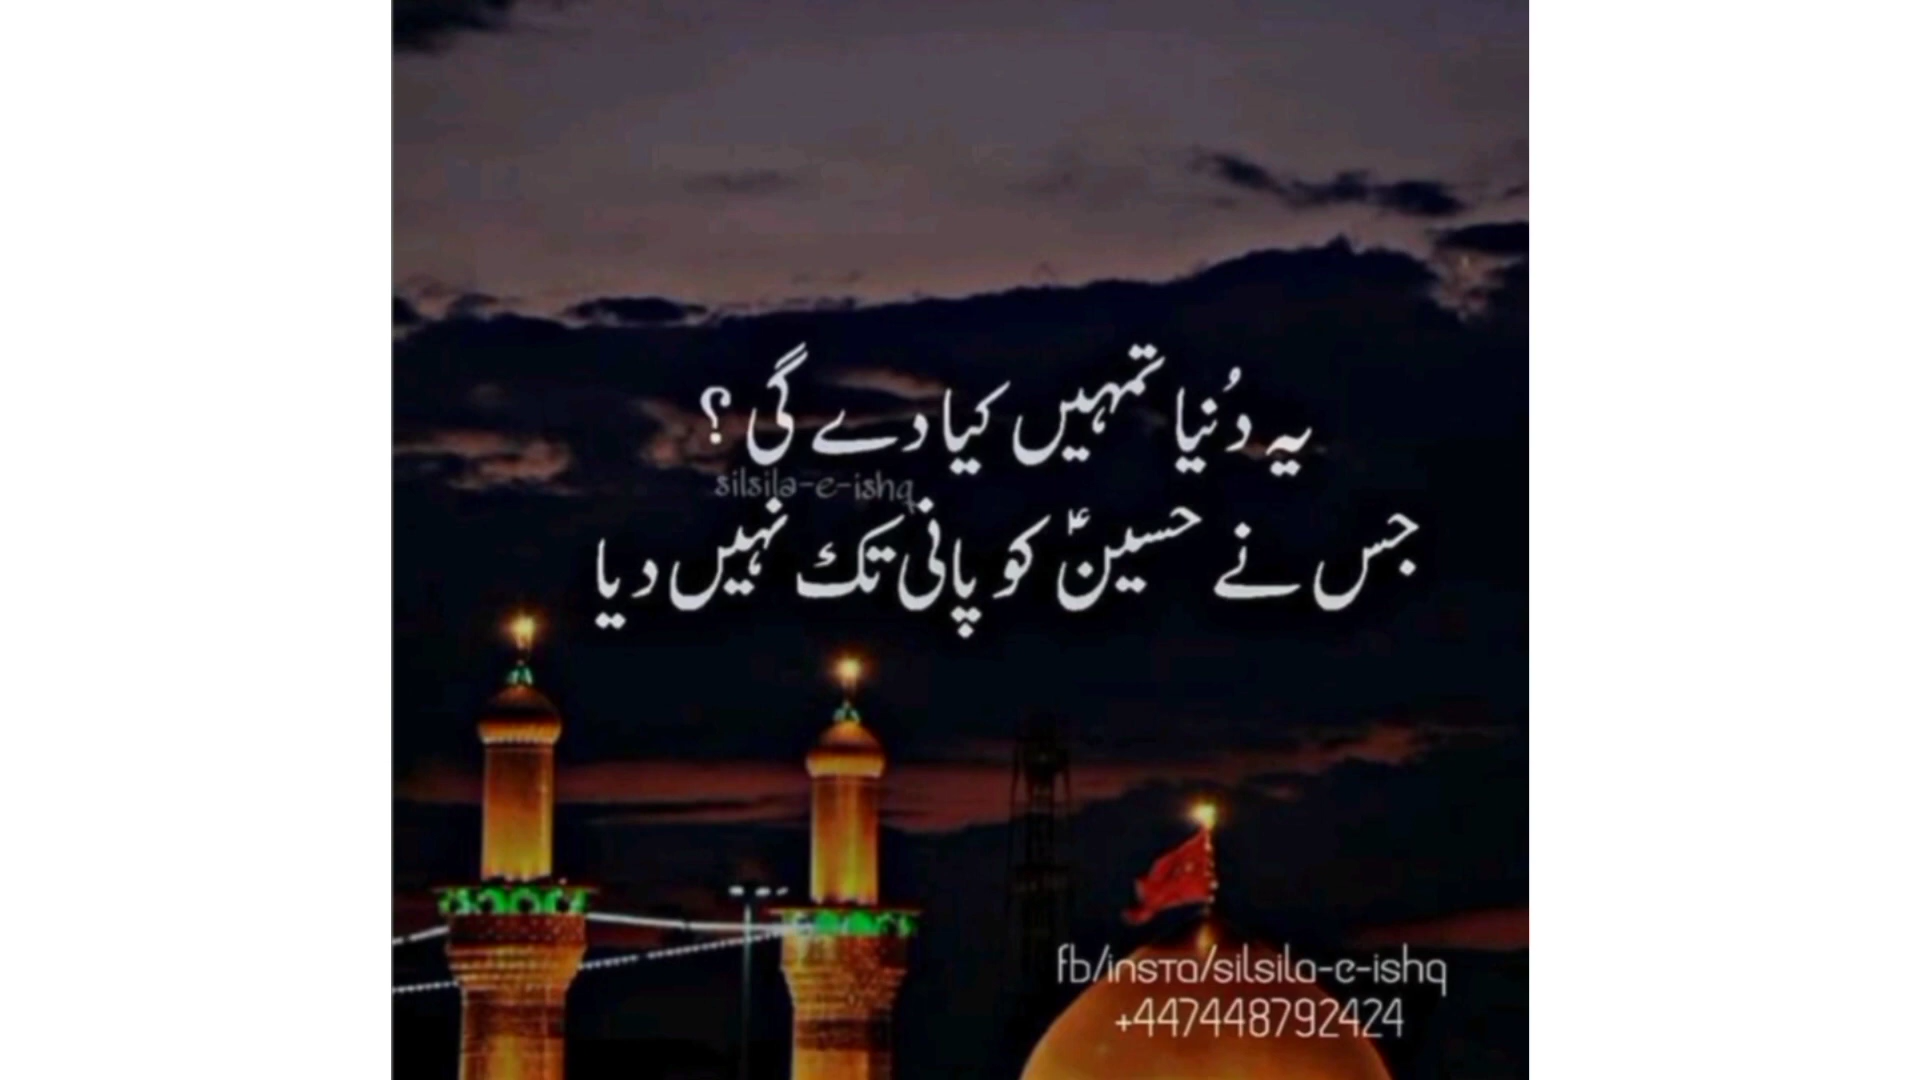 یہ دُنیا تمہیں کیا دے گی ؟
silsila-e-ishq
جس نے حسینؑ کو پانی تک نہیں دیا
fb/insta/silsila-e-ishq
+447448792424